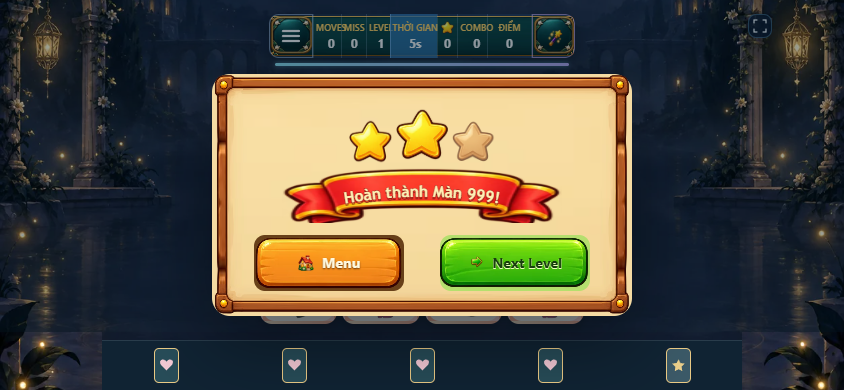 MOVES MISS LEVEL THỜI GIAN COMBO ĐIỂM
0 0 1 5s 0 0 0
Hoàn thành Màn 999!
Menu Next Level